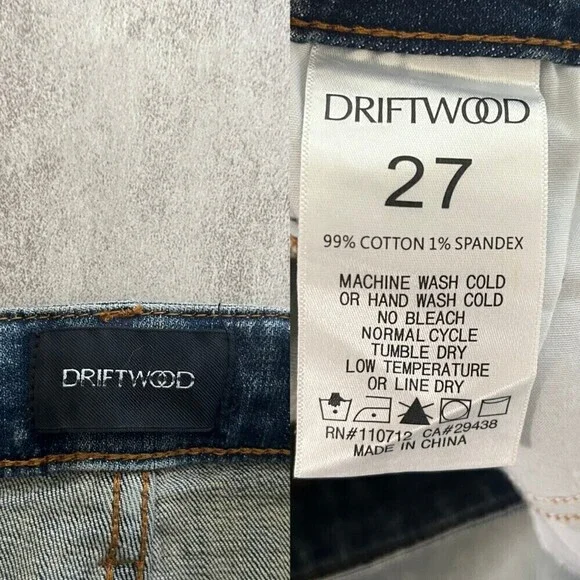 DRIFTWOOD
DRIFTWOOD
27
99% COTTON 1% SPANDEX
MACHINE WASH COLD
OR HAND WASH COLD
NO BLEACH
NORMAL CYCLE
TUMBLE DRY
LOW TEMPERATURE
OR LINE DRY
RN#110712 CA#29438
MADE IN CHINA